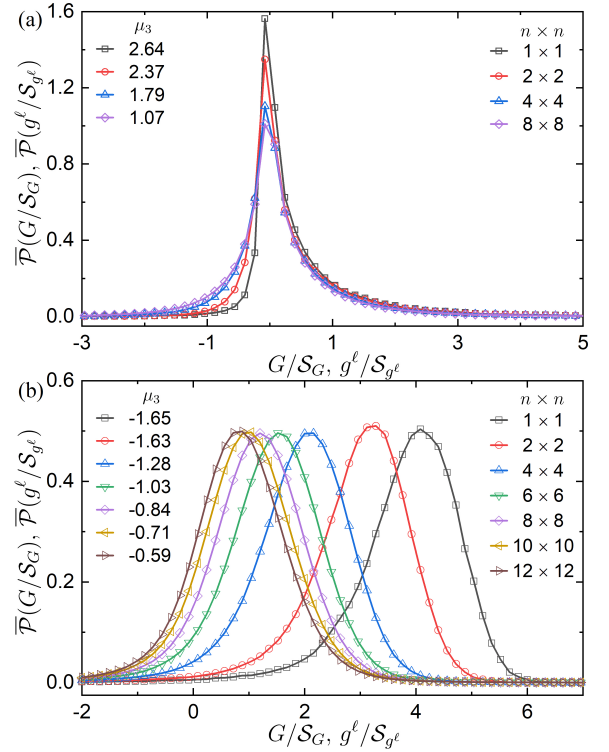 (a)
μ₃
2.64
2.37
1.79
1.07
n × n
1 × 1
2 × 2
4 × 4
8 × 8
1.6
1.2
0.8
0.4
0.0
P̅(G/S_G), P̅(g^ℓ/S_{g^ℓ})
-3 -1 1 3 5
G/S_G, g^ℓ/S_{g^ℓ}
(b)
μ₃
-1.65
-1.63
-1.28
-1.03
-0.84
-0.71
-0.59
n × n
1 × 1
2 × 2
4 × 4
6 × 6
8 × 8
10 × 10
12 × 12
0.6
0.4
0.2
0.0
P̅(G/S_G), P̅(g^ℓ/S_{g^ℓ})
-2 0 2 4 6
G/S_G, g^ℓ/S_{g^ℓ}